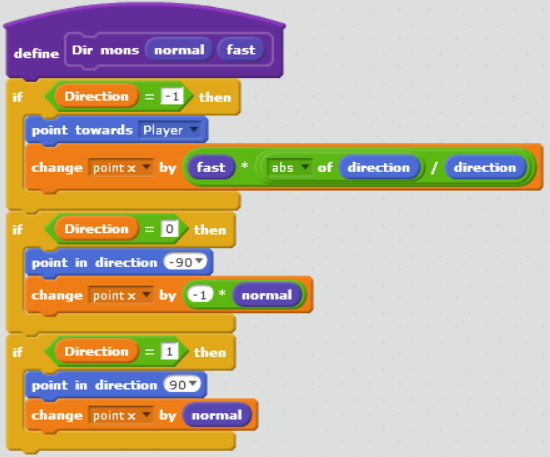 define Dir mons normal fast
if Direction = -1 then
point towards Player
change point x by fast * abs of direction / direction
if Direction = 0 then
point in direction -90
change point x by -1 * normal
if Direction = 1 then
point in direction 90
change point x by normal